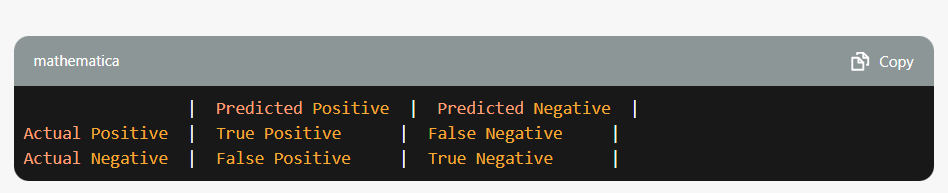 mathematica Copy
| Predicted Positive | Predicted Negative |
Actual Positive | True Positive | False Negative |
Actual Negative | False Positive | True Negative |